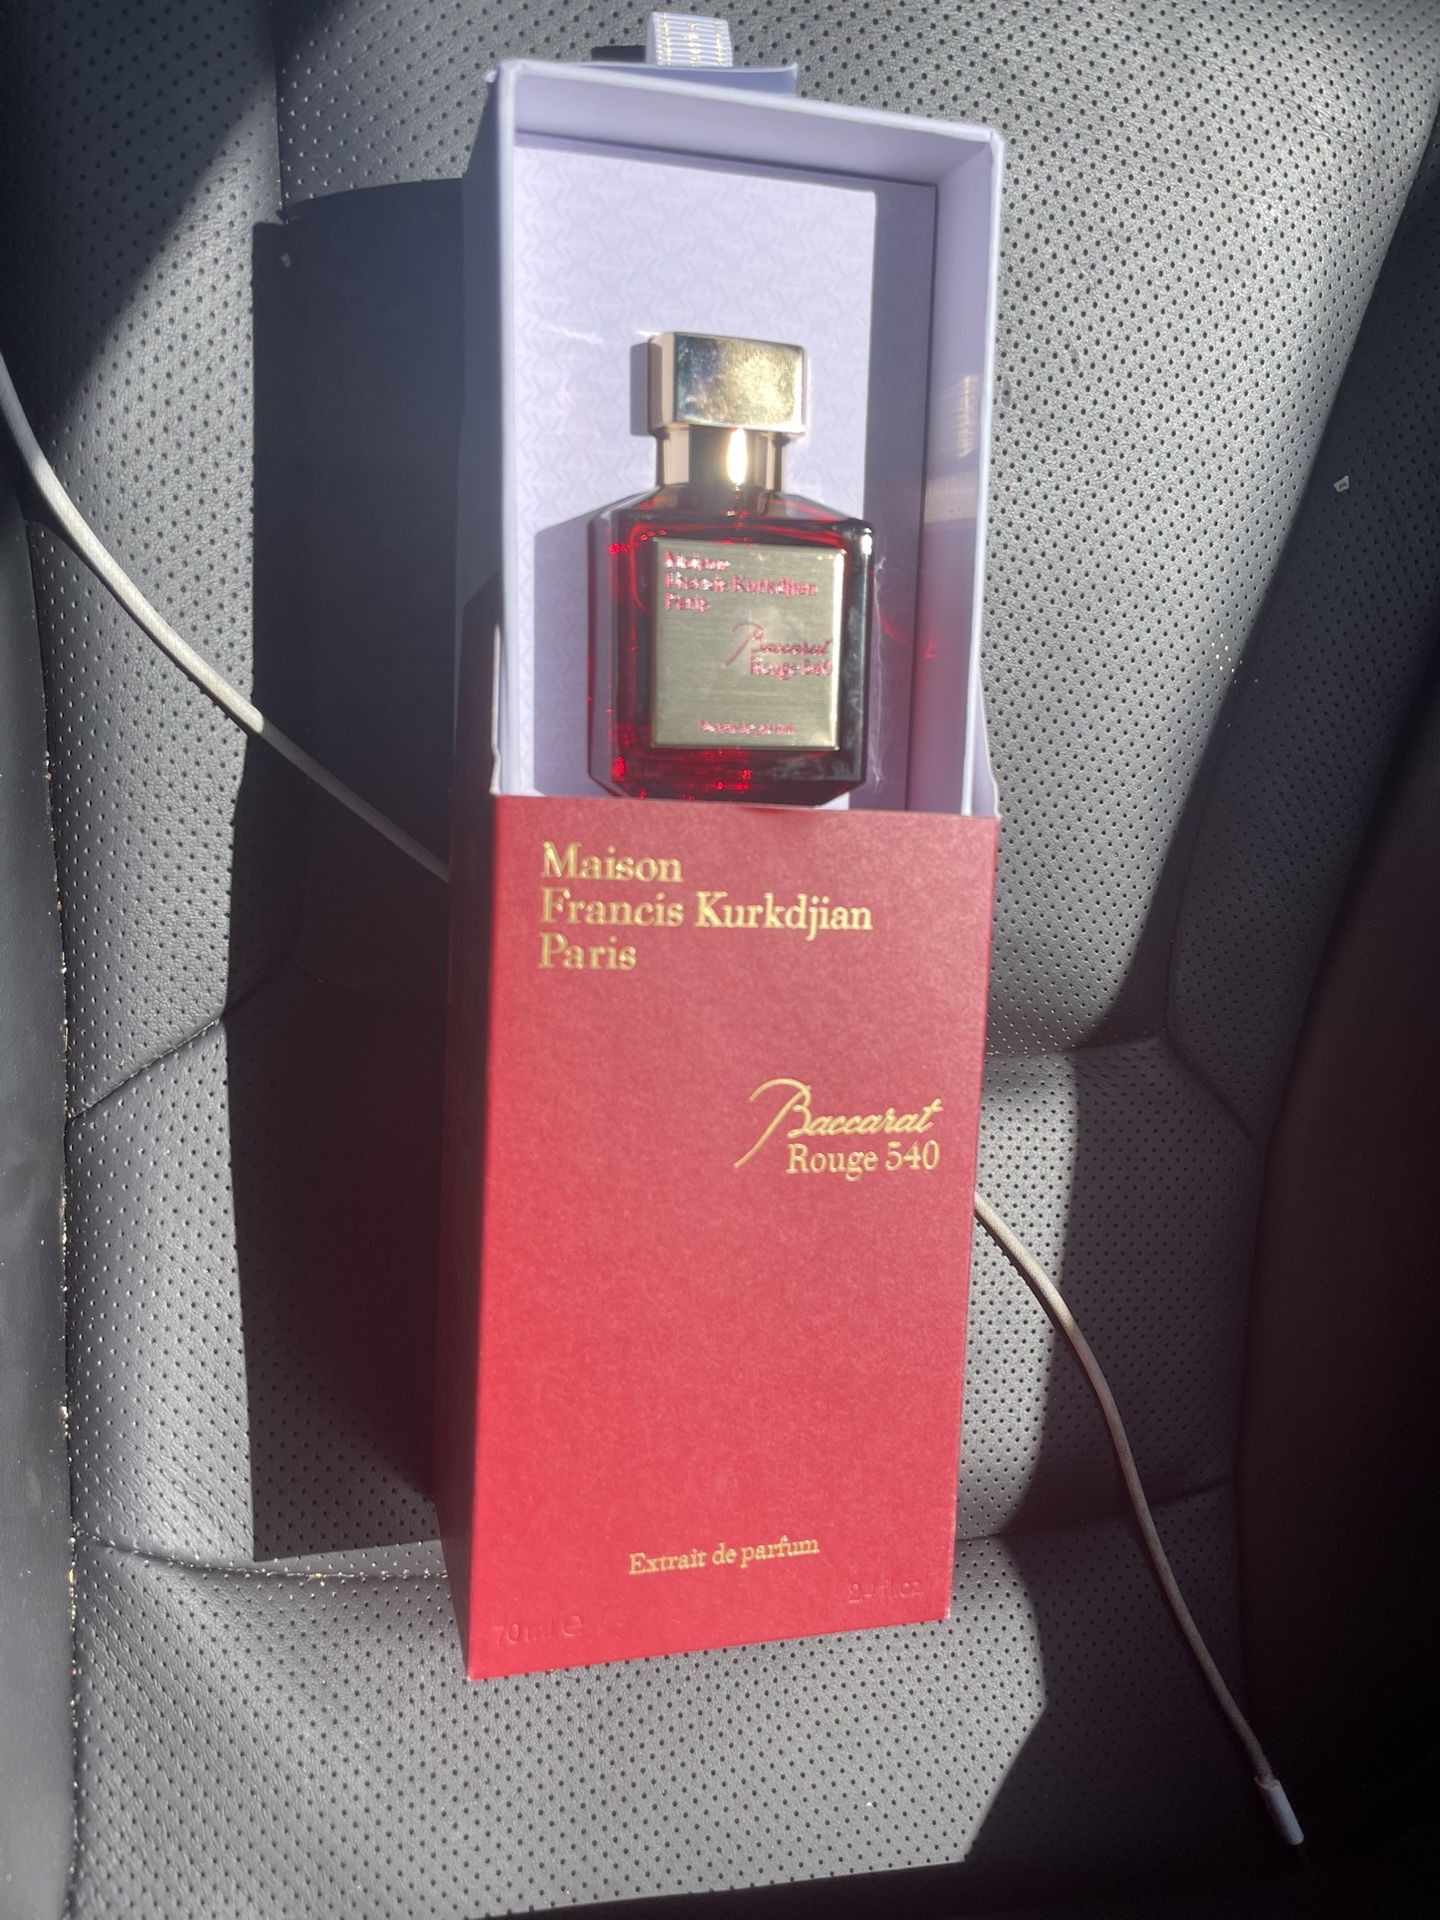 Maison
Francis Kurkdjian
Paris
Baccarat
Rouge 540
Maison
Francis Kurkdjian
Paris
Baccarat
Rouge 540
Extrait de parfum
2.4 fl.oz
70 ml e